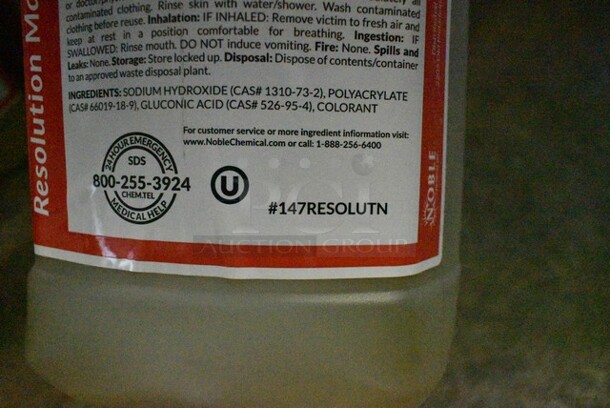 contaminated clothing. Rinse skin with water/shower. Wash contaminated
clothing before reuse. Inhalation: IF INHALED: Remove victim to fresh air and
keep at rest in a position comfortable for breathing. Ingestion: IF
SWALLOWED: Rinse mouth. DO NOT induce vomiting. Fire: None. Spills and
Leaks: None. Storage: Store locked up. Disposal: Dispose of contents/container
to an approved waste disposal plant.
INGREDIENTS: SODIUM HYDROXIDE (CAS# 1310-73-2), POLYACRYLATE
(CAS# 66019-18-9), GLUCONIC ACID (CAS# 526-95-4), COLORANT
For customer service or more ingredient information visit:
www.NobleChemical.com or call: 1-888-256-6400
24 HOUR EMERGENCY
SDS
800-255-3924
CHEM.TEL
MEDICAL HELP
U
#147RESOLUTN
Resolution
NOBLE
AUCTION GROUP